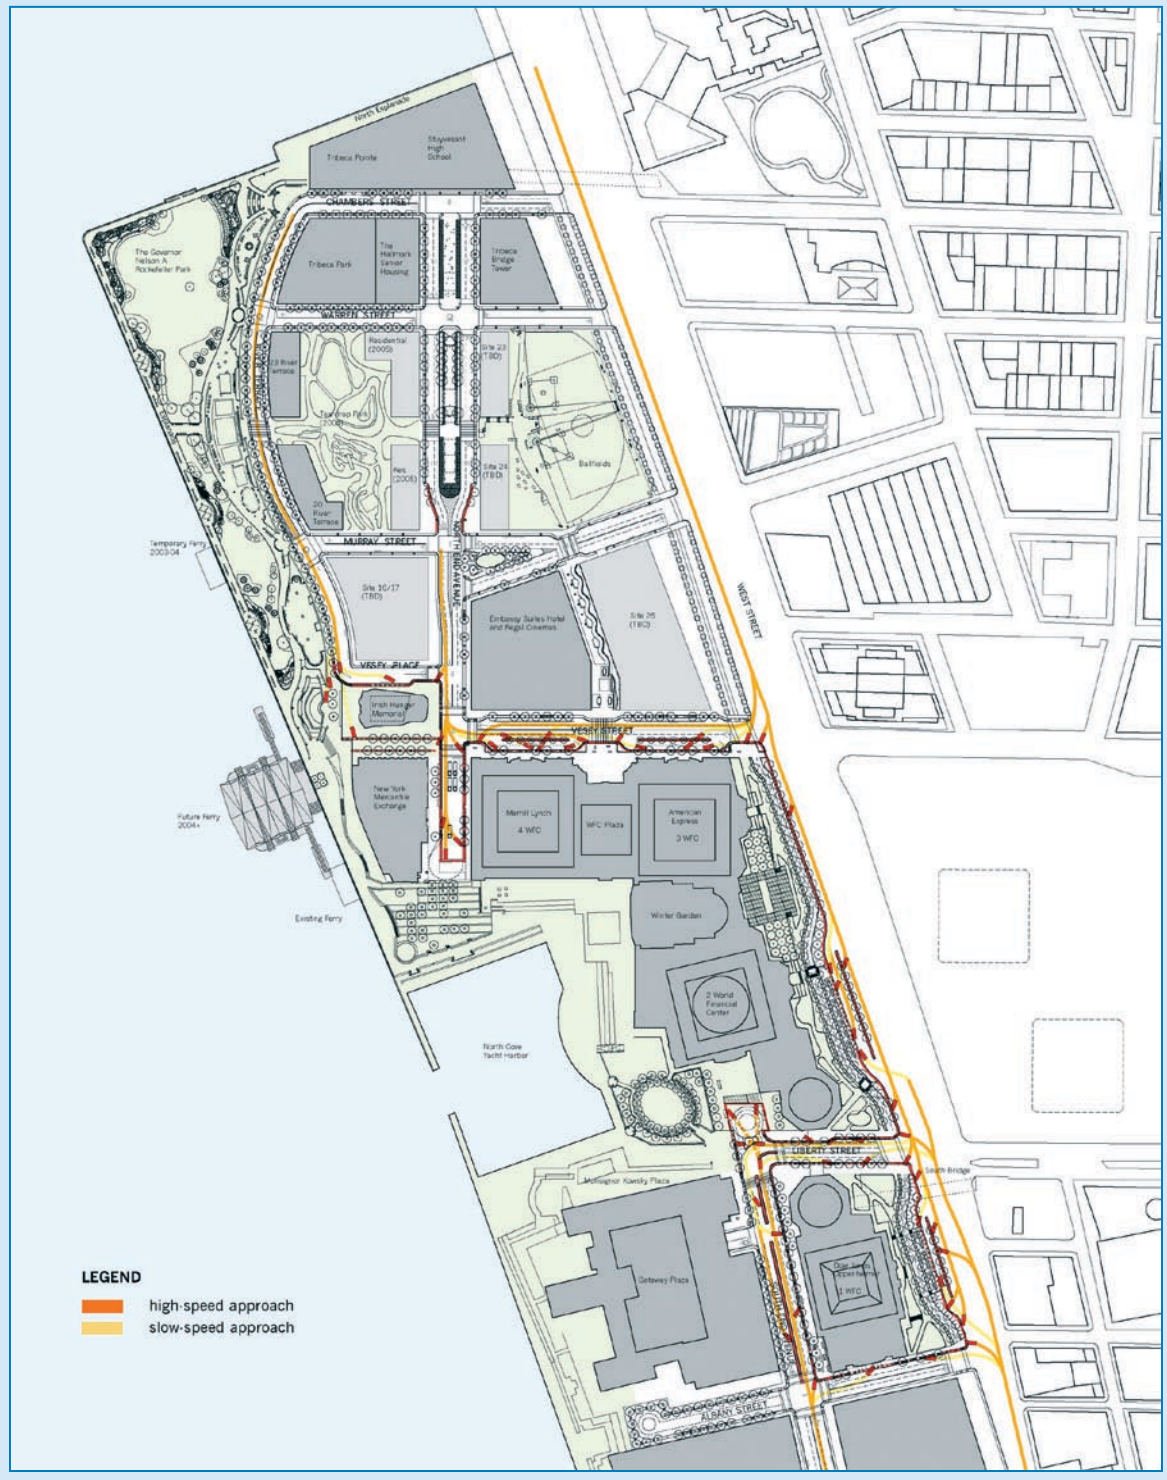 North Esplanade
Stuyvesant
High
School
Tribeca Pointe
CHAMBERS STREET
The Governor
Nelson A.
Rockefeller Park
Tribeca Park
The
Hallmark
Senior
Housing
Tribeca
Bridge
Tower
WARREN STREET
Residential
(2005)
Site 23
(TBD)
River
Terrace
Teardrop Park
Site 24
(TBD)
Res.
Ballfields
20
River
Terrace
MURRAY STREET
NORTH END AVENUE
Temporary Ferry
2003-04
Site 16/17
(TBD)
Embassy Suites Hotel
and Regal Cinemas
Site 25
(TBD)
WEST STREET
VESEY PLACE
Irish Hunger
Memorial
VESEY STREET
New York
Mercantile
Exchange
Merrill Lynch
4 WFC
WFC Plaza
American
Express
3 WFC
Future Ferry
2004+
Existing Ferry
Winter Garden
2 World
Financial
Center
North Cove
Yacht Harbor
LIBERTY STREET
South Bridge
Monsignor Kowsky Plaza
Gateway Plaza
Dow Jones
Oppenheimer
1 WFC
ALBANY STREET
LEGEND
high-speed approach
slow-speed approach